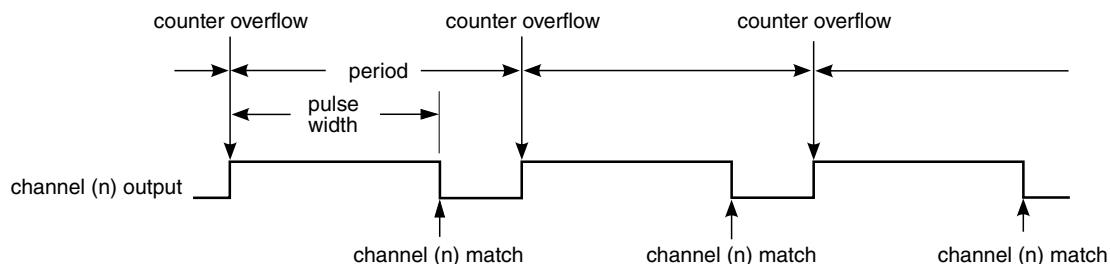 counter overflow
counter overflow
counter overflow
period
pulse
width
channel (n) output
channel (n) match
channel (n) match
channel (n) match